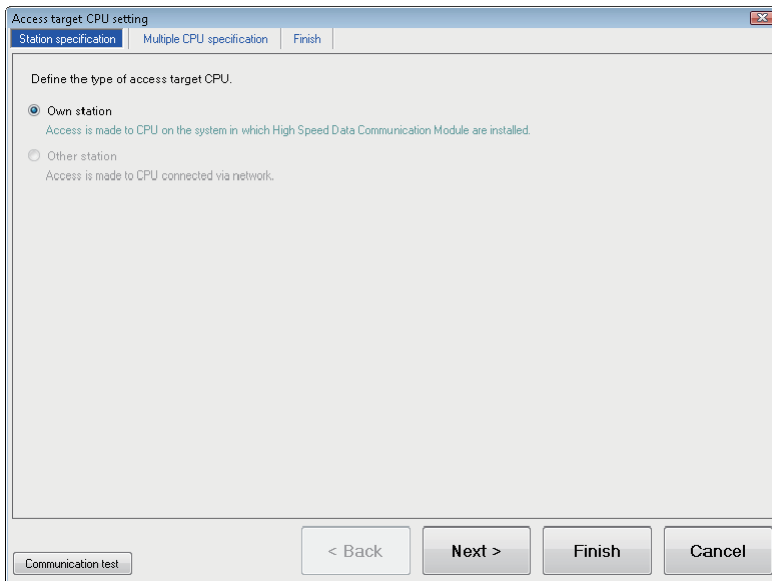 Access target CPU setting
Station specification Multiple CPU specification Finish
Define the type of access target CPU.
Own station
Access is made to CPU on the system in which High Speed Data Communication Module are installed.
Other station
Access is made to CPU connected via network.
Communication test < Back Next > Finish Cancel